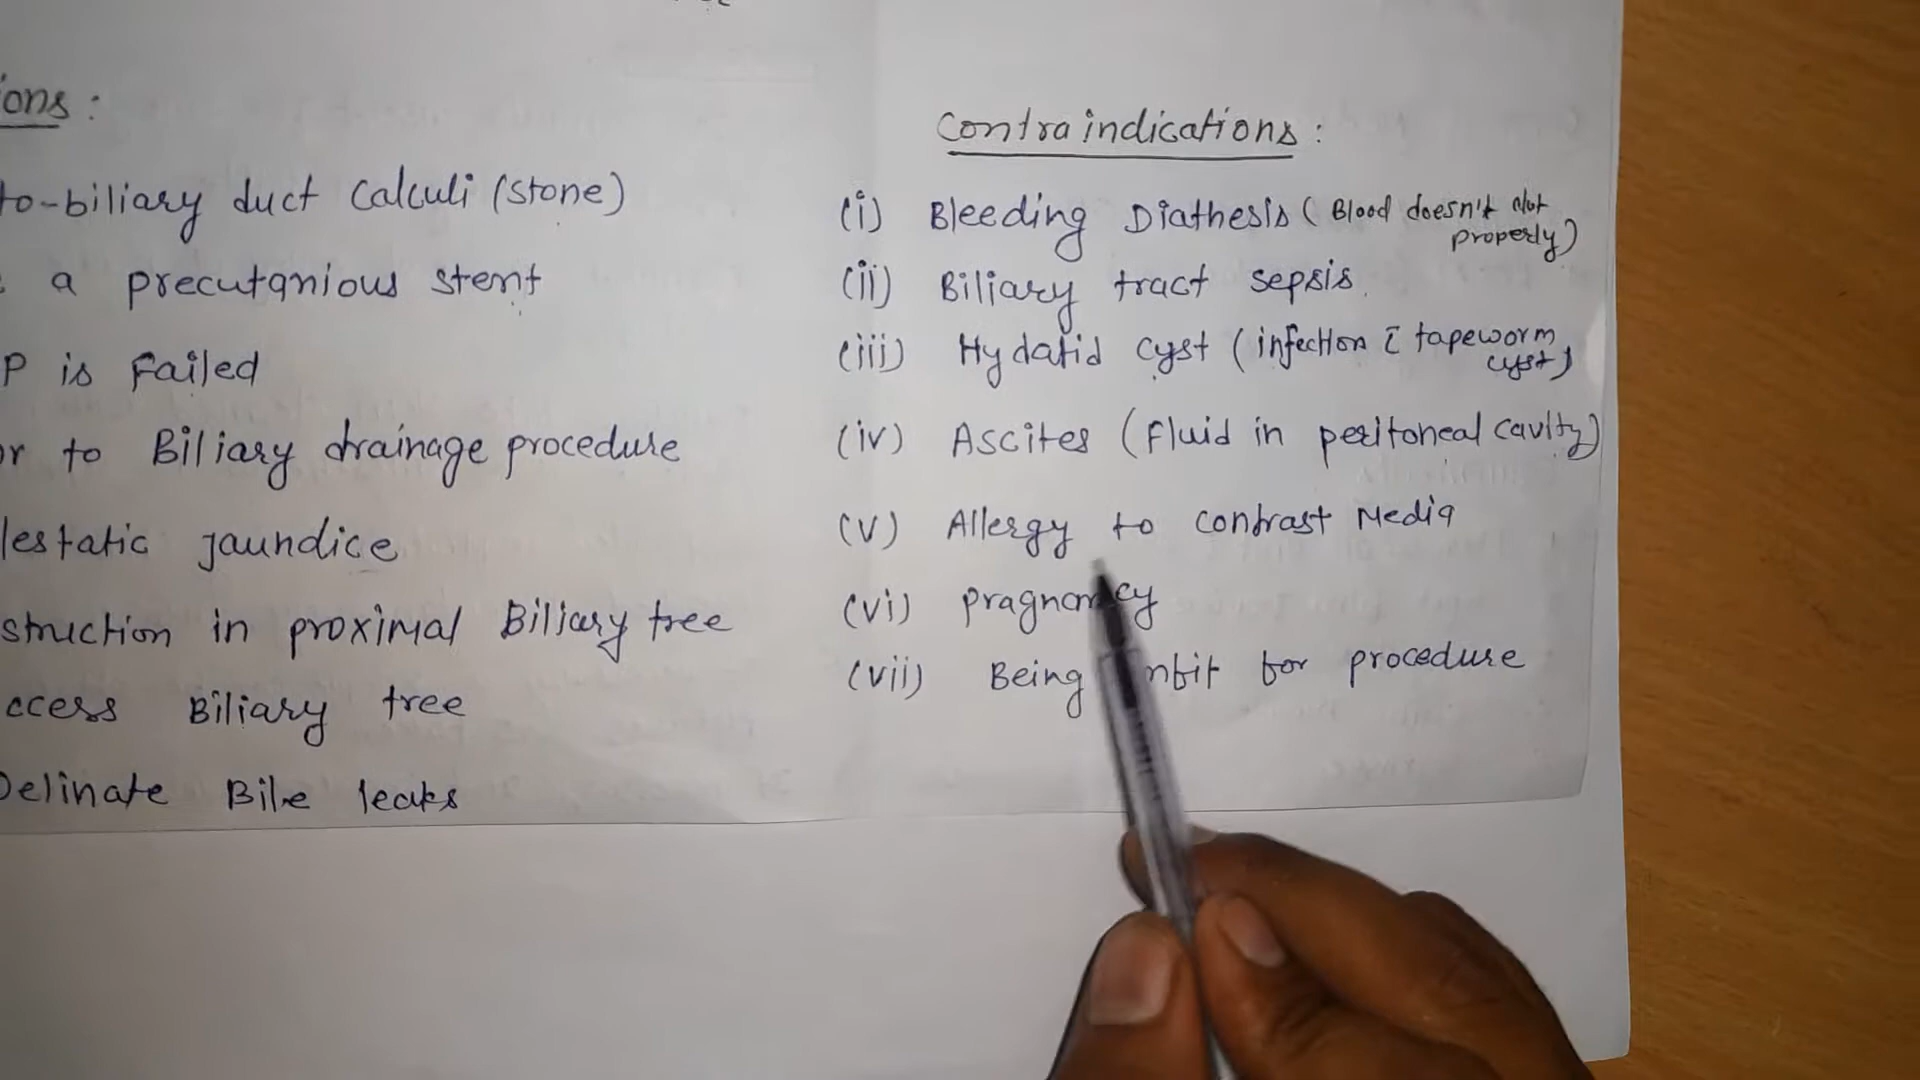 ions :
to-biliary duct calculi (stone)
a precutanious stent
P is Failed
or to Biliary drainage procedure
lestatic jaundice
struction in proximal Biliary tree
ccess Biliary tree
Delinate Bile leaks
Contraindications :
(i) Bleeding Diathesis ( Blood doesn't
properly)
(ii) Biliary tract sepsis.
(iii) Hydatid cyst ( infection c̄ tapeworm
cyst)
(iv) Ascites (Fluid in peritoneal cavity)
(v) Allergy to contrast Media
(vi) pragnancy
(vii) Being nfit for procedure